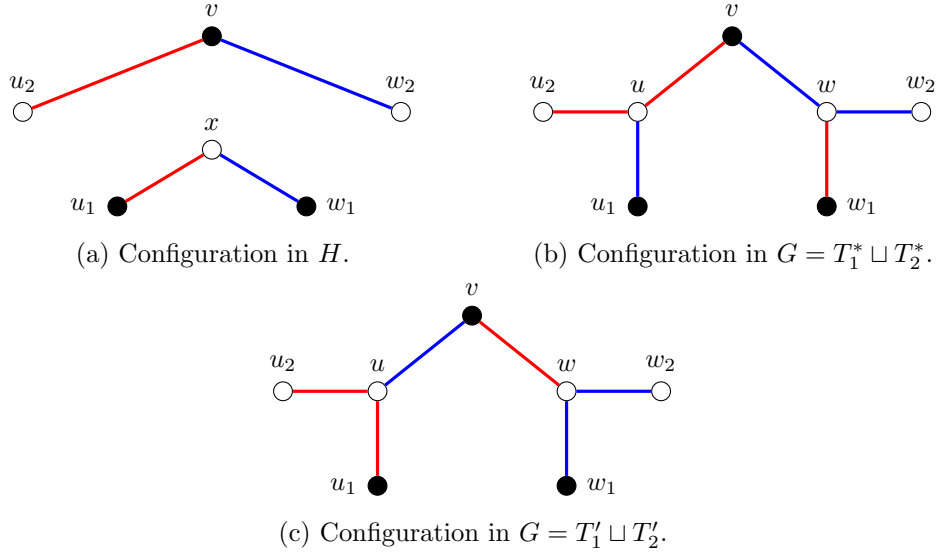 v
u₂ w₂
x
u₁ w₁
(a) Configuration in H.
v
u₂ u w w₂
u₁ w₁
(b) Configuration in G = T₁* ⊔ T₂*.
v
u₂ u w w₂
u₁ w₁
(c) Configuration in G = T₁′ ⊔ T₂′.